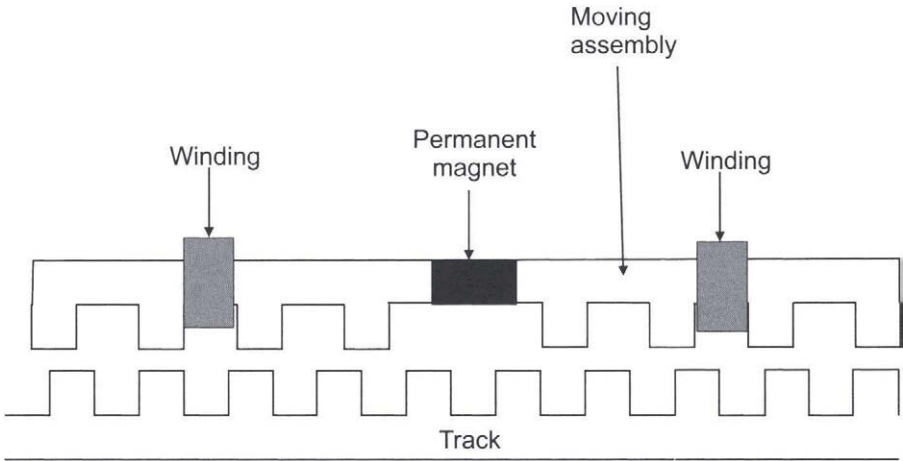 Moving
assembly
Winding
Permanent
magnet
Winding
Track